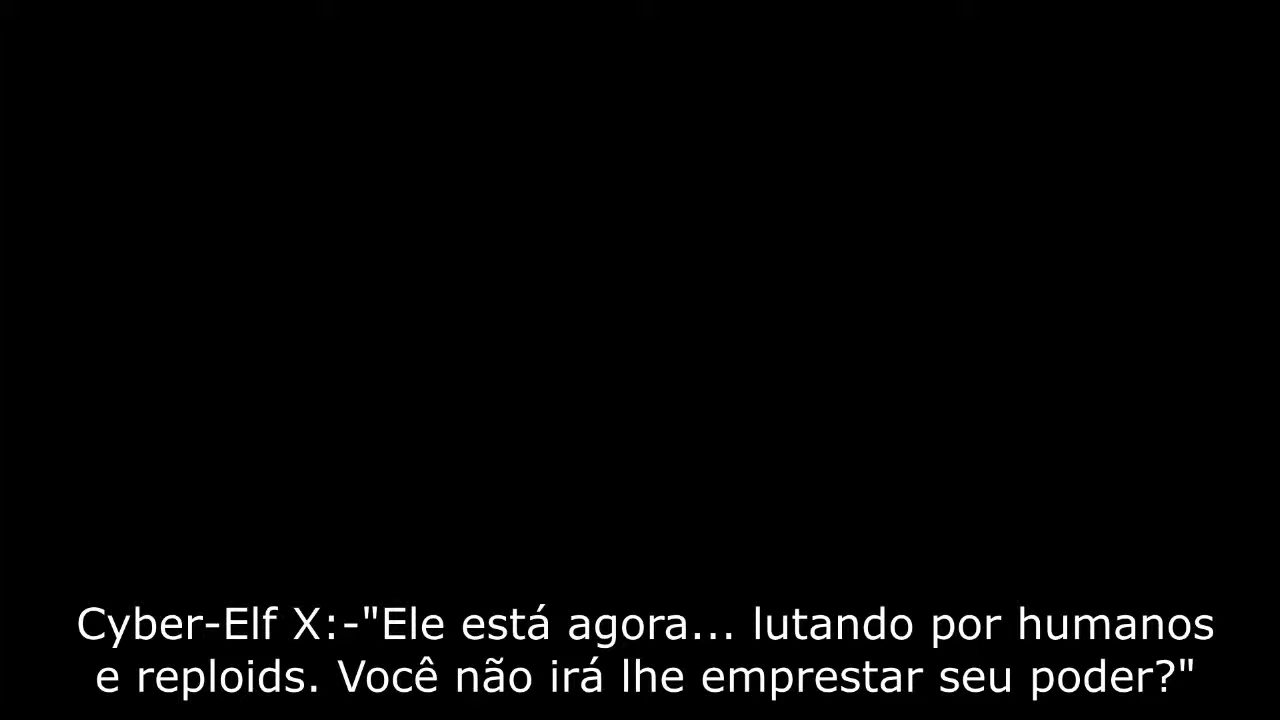 Cyber-Elf X:-"Ele está agora... lutando por humanos
e reploids. Você não irá lhe emprestar seu poder?"